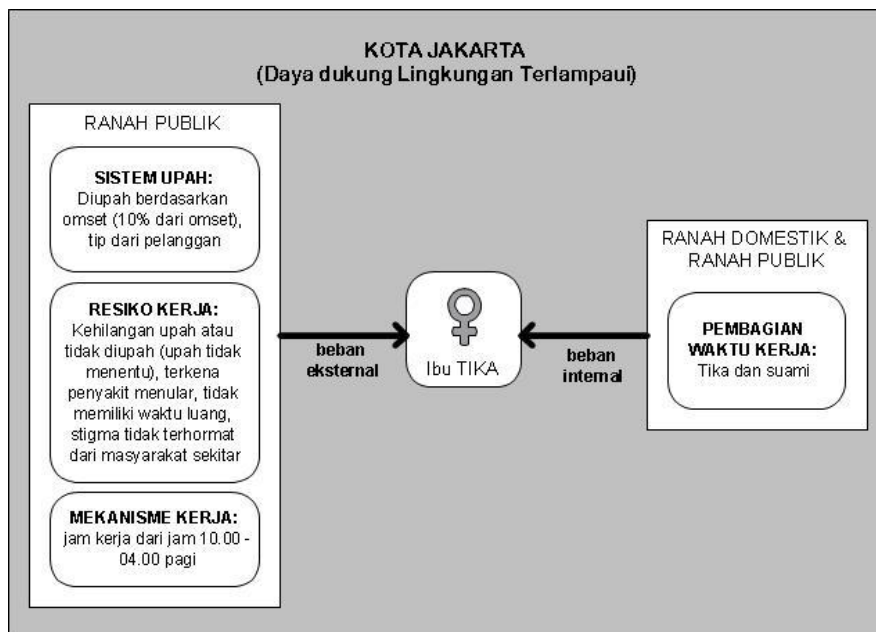 KOTA JAKARTA
(Daya dukung Lingkungan Terlampaui)
RANAH PUBLIK
SISTEM UPAH:
Diupah berdasarkan
omset (10% dari omset),
tip dari pelanggan
RESIKO KERJA:
Kehilangan upah atau
tidak diupah (upah tidak
menentu), terkena
penyakit menular, tidak
memiliki waktu luang,
stigma tidak terhormat
dari masyarakat sekitar
MEKANISME KERJA:
jam kerja dari jam 10.00 -
04.00 pagi
beban
eksternal
Ibu TIKA
beban
internal
RANAH DOMESTIK &
RANAH PUBLIK
PEMBAGIAN
WAKTU KERJA:
Tika dan suami